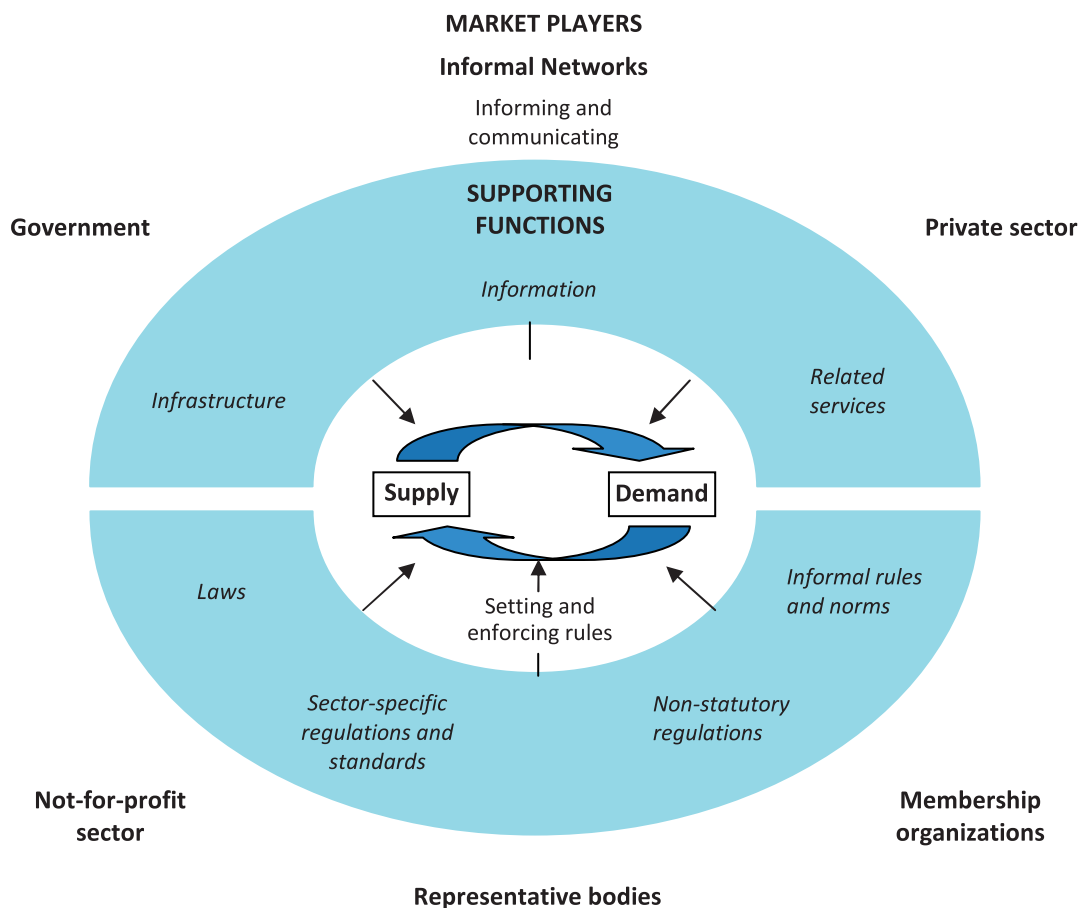 MARKET PLAYERS
Informal Networks
Informing and
communicating
SUPPORTING
FUNCTIONS
Government
Private sector
Information
Infrastructure
Related
services
Supply
Demand
Setting and
enforcing rules
Laws
Informal rules
and norms
Sector-specific
regulations and
standards
Non-statutory
regulations
Not-for-profit
sector
Membership
organizations
Representative bodies